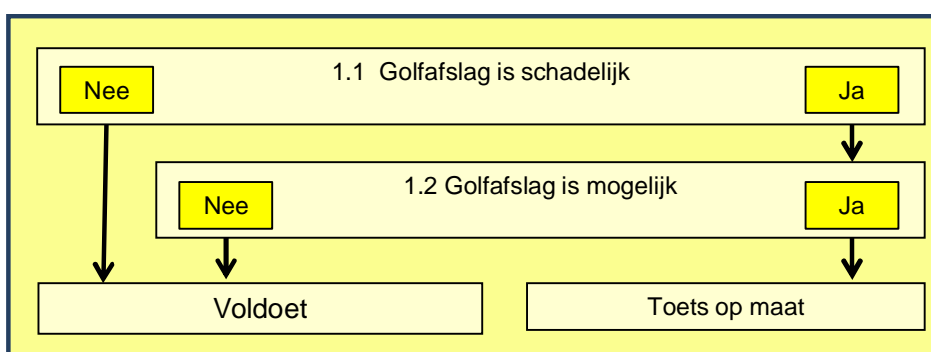 1.1 Golfafslag is schadelijk
Nee
Ja
1.2 Golfafslag is mogelijk
Nee
Ja
Voldoet
Toets op maat